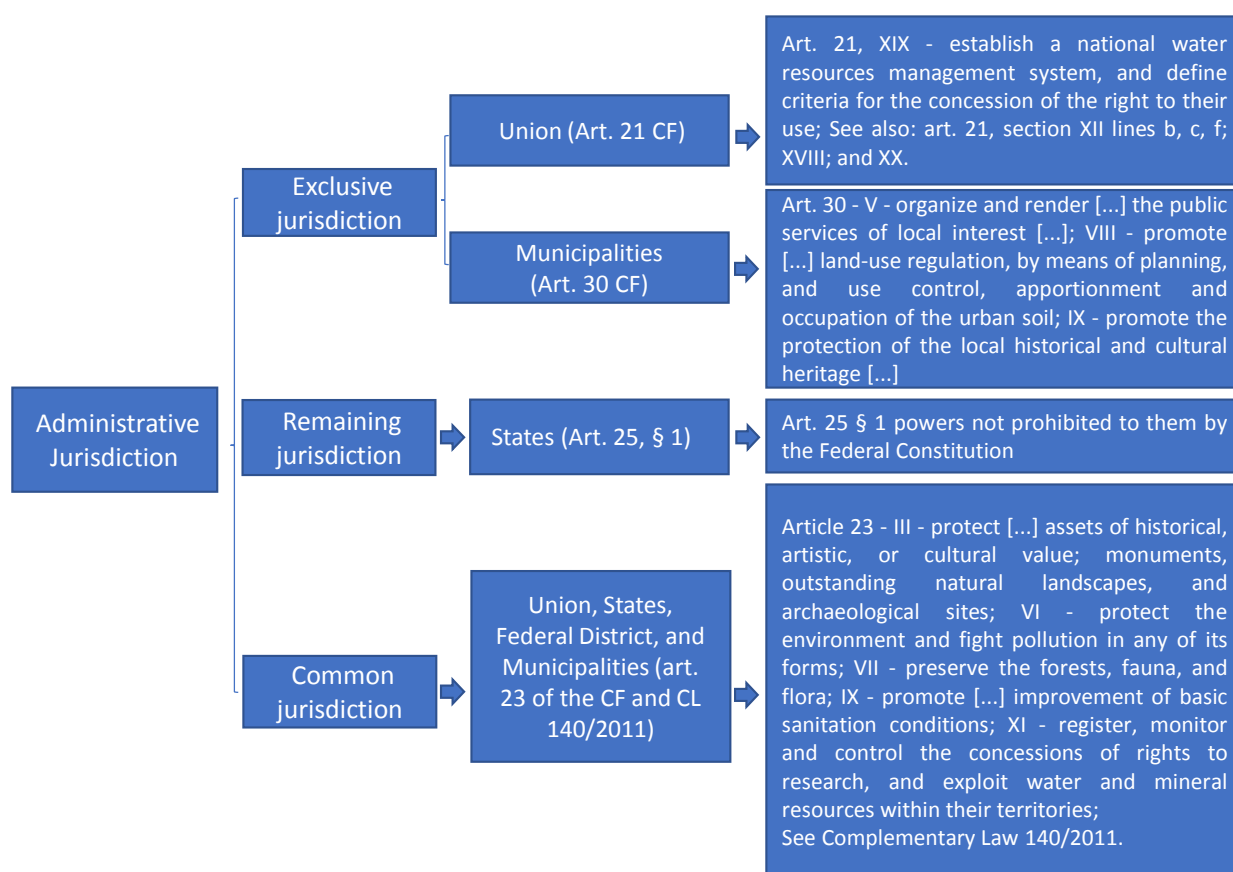 Administrative
Jurisdiction
Exclusive
jurisdiction
Union (Art. 21 CF)
Art. 21, XIX - establish a national water
resources management system, and define
criteria for the concession of the right to their
use; See also: art. 21, section XII lines b, c, f;
XVIII; and XX.
Municipalities
(Art. 30 CF)
Art. 30 - V - organize and render [...] the public
services of local interest [...]; VIII - promote
[...] land-use regulation, by means of planning,
and use control, apportionment and
occupation of the urban soil; IX - promote the
protection of the local historical and cultural
heritage [...]
Remaining
jurisdiction
States (Art. 25, § 1)
Art. 25 § 1 powers not prohibited to them by
the Federal Constitution
Common
jurisdiction
Union, States,
Federal District, and
Municipalities (art.
23 of the CF and CL
140/2011)
Article 23 - III - protect [...] assets of historical,
artistic, or cultural value; monuments,
outstanding natural landscapes, and
archaeological sites; VI - protect the
environment and fight pollution in any of its
forms; VII - preserve the forests, fauna, and
flora; IX - promote [...] improvement of basic
sanitation conditions; XI - register, monitor
and control the concessions of rights to
research, and exploit water and mineral
resources within their territories;
See Complementary Law 140/2011.